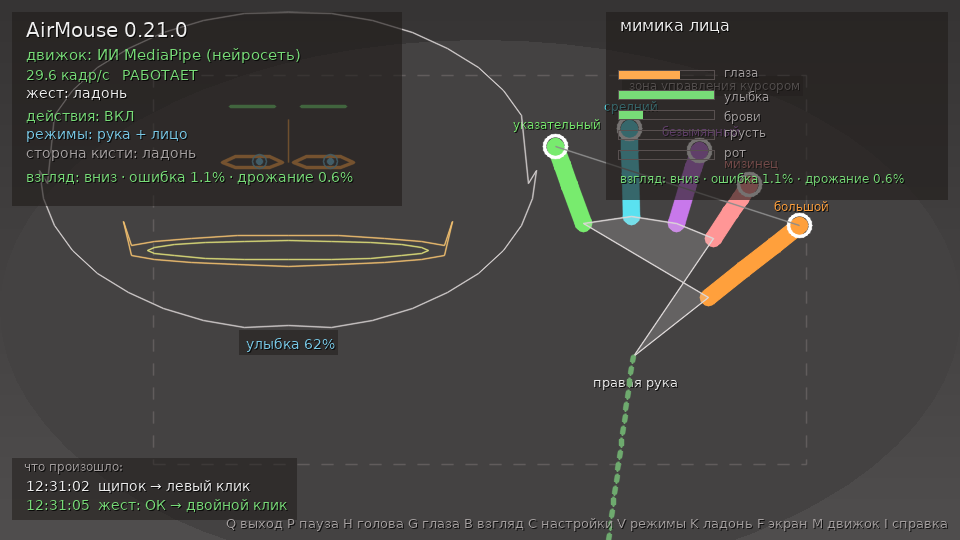 AirMouse 0.21.0
движок: ИИ MediaPipe (нейросеть)
29.6 кадр/с РАБОТАЕТ
жест: ладонь
действия: ВКЛ
режимы: рука + лицо
сторона кисти: ладонь
взгляд: вниз · ошибка 1.1% · дрожание 0.6%
мимика лица
глаза
зона управления курсором
улыбка
средний
брови
указательный
безымянный
грусть
рот
мизинец
взгляд: вниз · ошибка 1.1% · дрожание 0.6%
большой
улыбка 62%
правая рука
что произошло:
12:31:02 щипок → левый клик
12:31:05 жест: ОК → двойной клик
Q выход P пауза H голова G глаза B взгляд C настройки V режимы K ладонь F экран M движок I справка